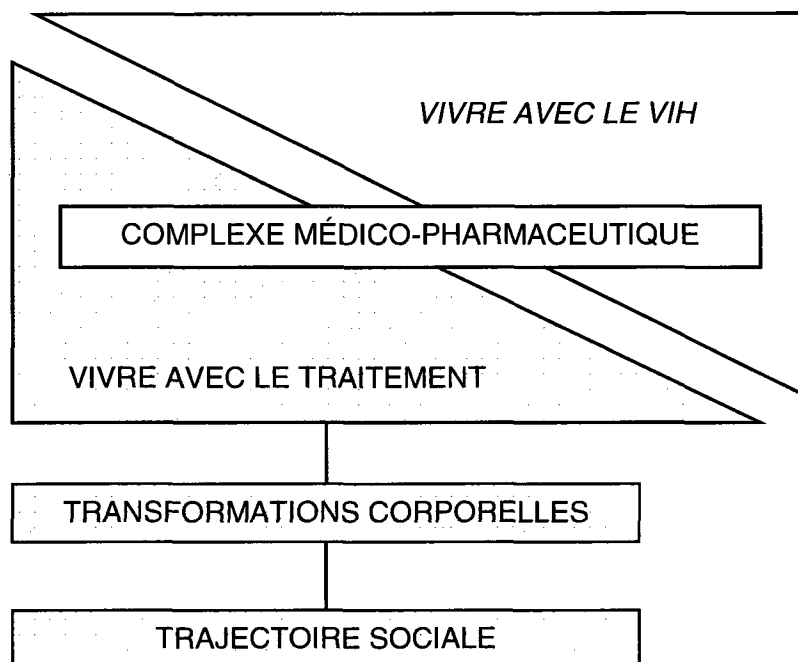 VIVRE AVEC LE VIH
COMPLEXE MÉDICO-PHARMACEUTIQUE
VIVRE AVEC LE TRAITEMENT
TRANSFORMATIONS CORPORELLES
TRAJECTOIRE SOCIALE